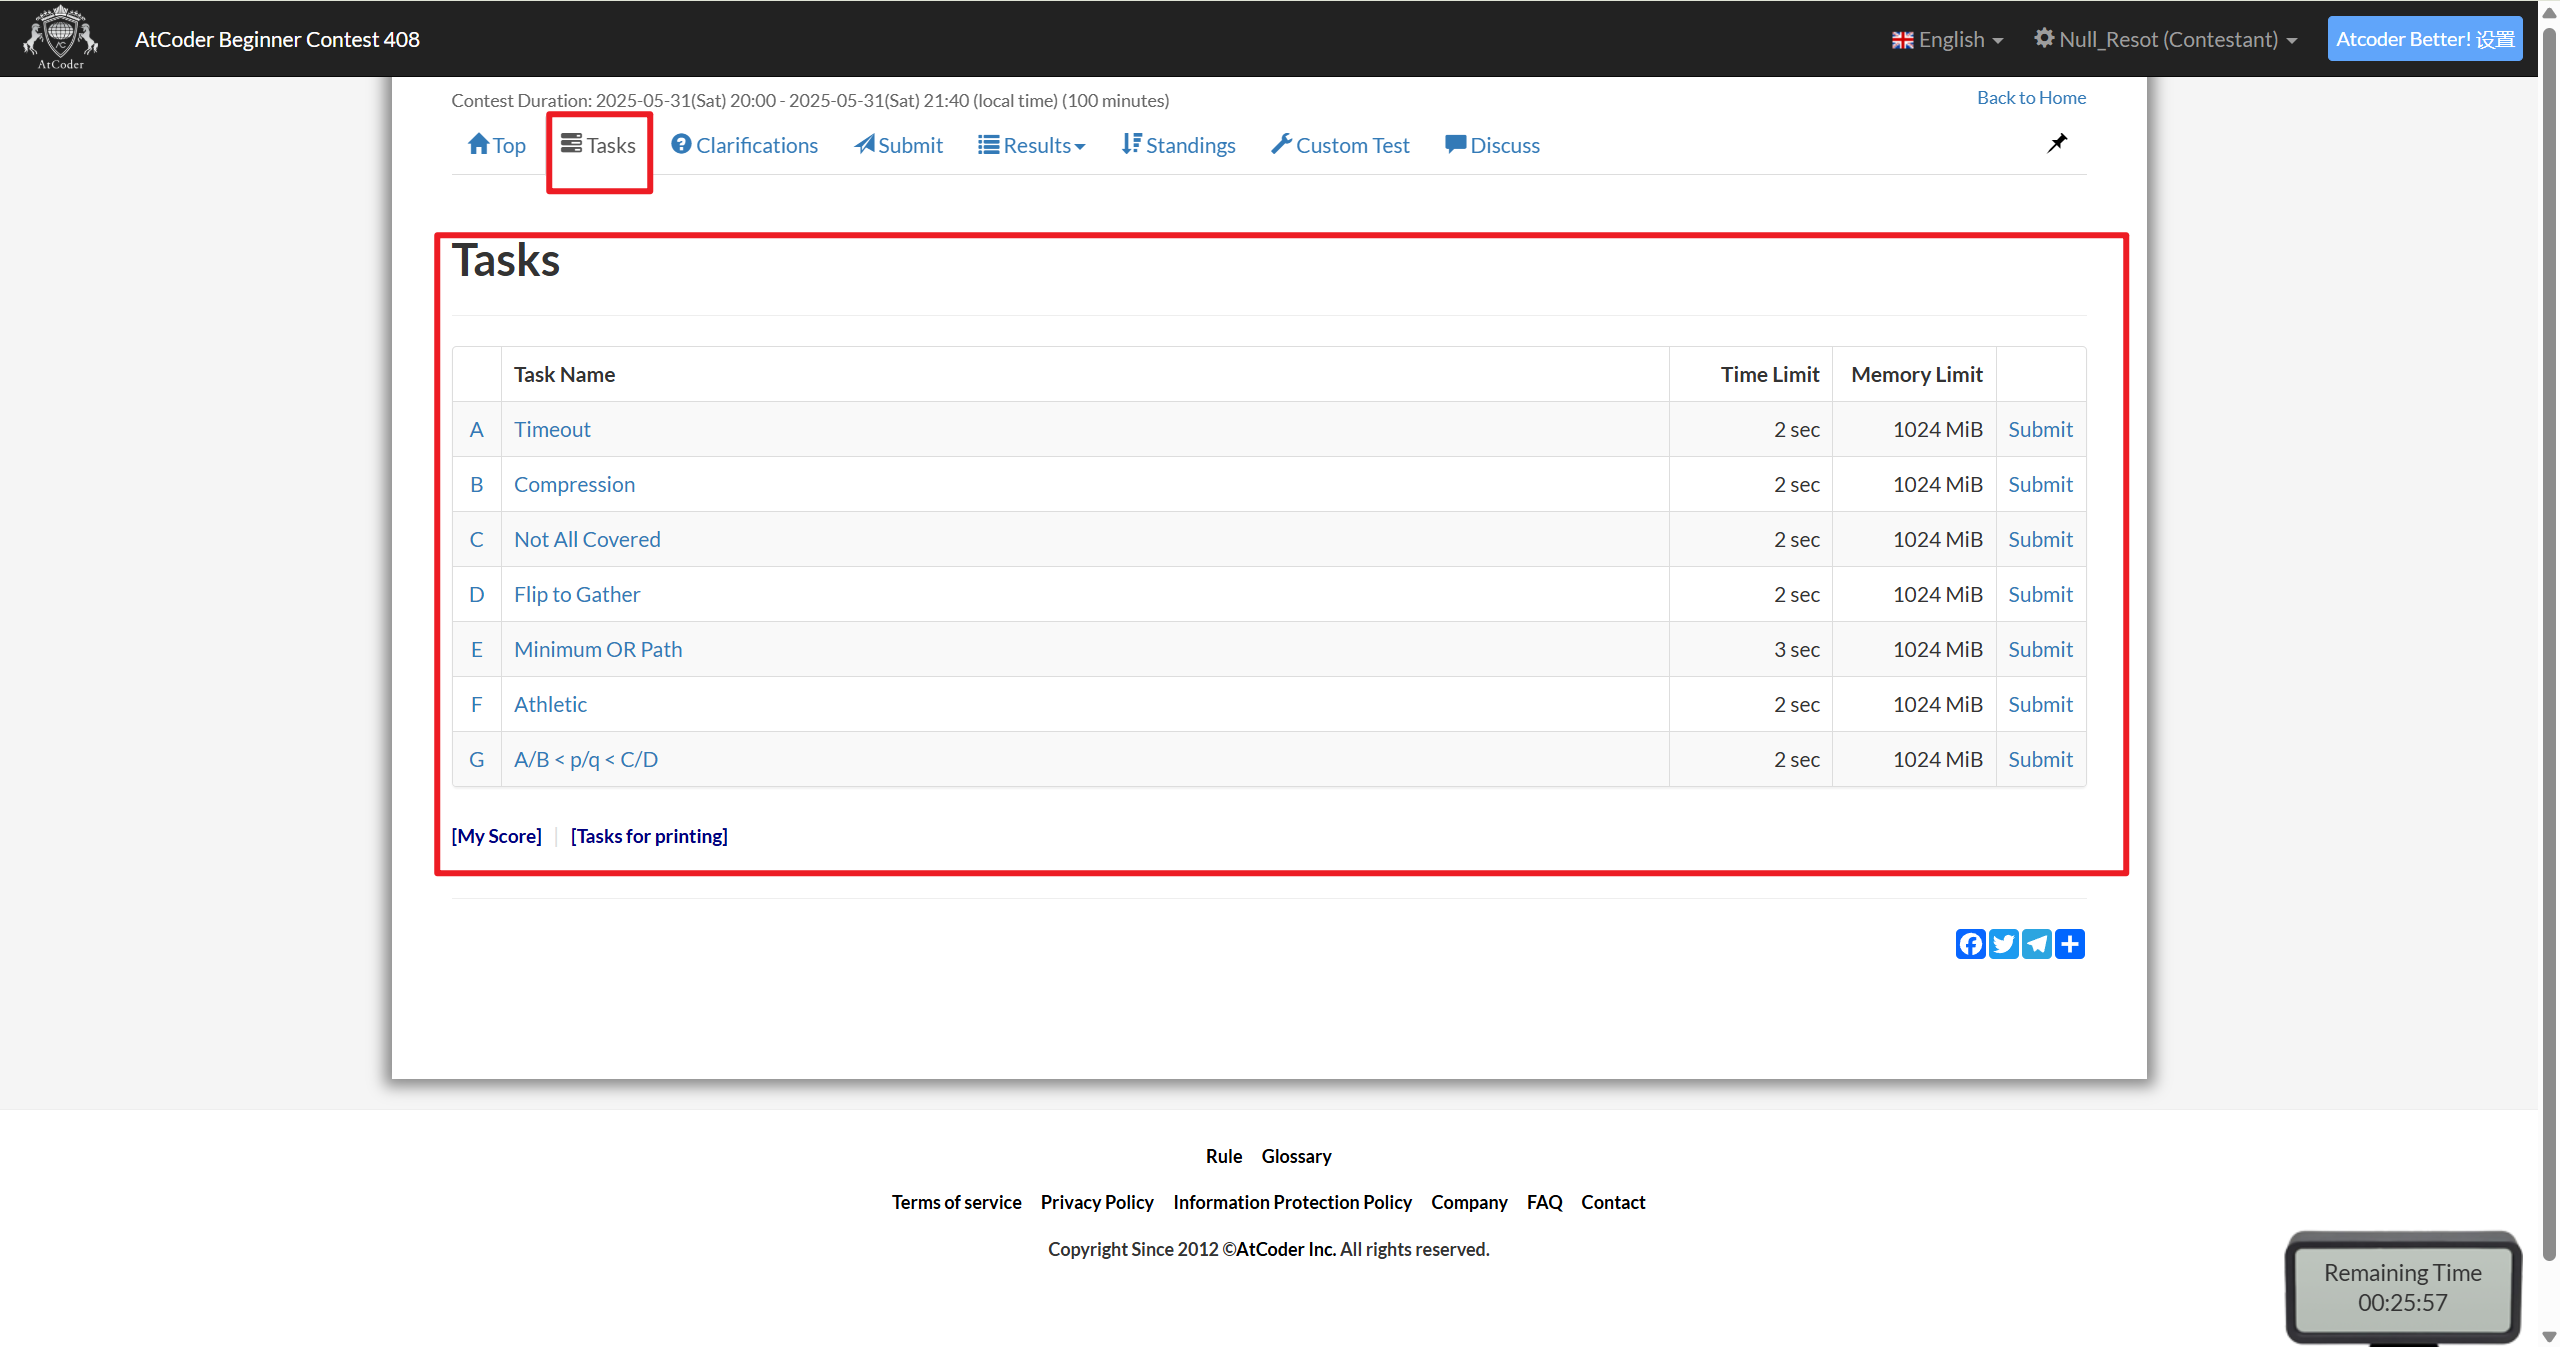 AtCoder
AtCoder Beginner Contest 408
English
Null_Resot (Contestant)
Atcoder Better! 设置
Contest Duration: 2025-05-31(Sat) 20:00 - 2025-05-31(Sat) 21:40 (local time) (100 minutes)
Back to Home
Top Tasks Clarifications Submit Results Standings Custom Test Discuss
Tasks
Task Name Time Limit Memory Limit
A Timeout 2 sec 1024 MiB Submit
B Compression 2 sec 1024 MiB Submit
C Not All Covered 2 sec 1024 MiB Submit
D Flip to Gather 2 sec 1024 MiB Submit
E Minimum OR Path 3 sec 1024 MiB Submit
F Athletic 2 sec 1024 MiB Submit
G A/B < p/q < C/D 2 sec 1024 MiB Submit
[My Score] [Tasks for printing]
Rule Glossary
Terms of service Privacy Policy Information Protection Policy Company FAQ Contact
Copyright Since 2012 ©AtCoder Inc. All rights reserved.
Remaining Time
00:25:57